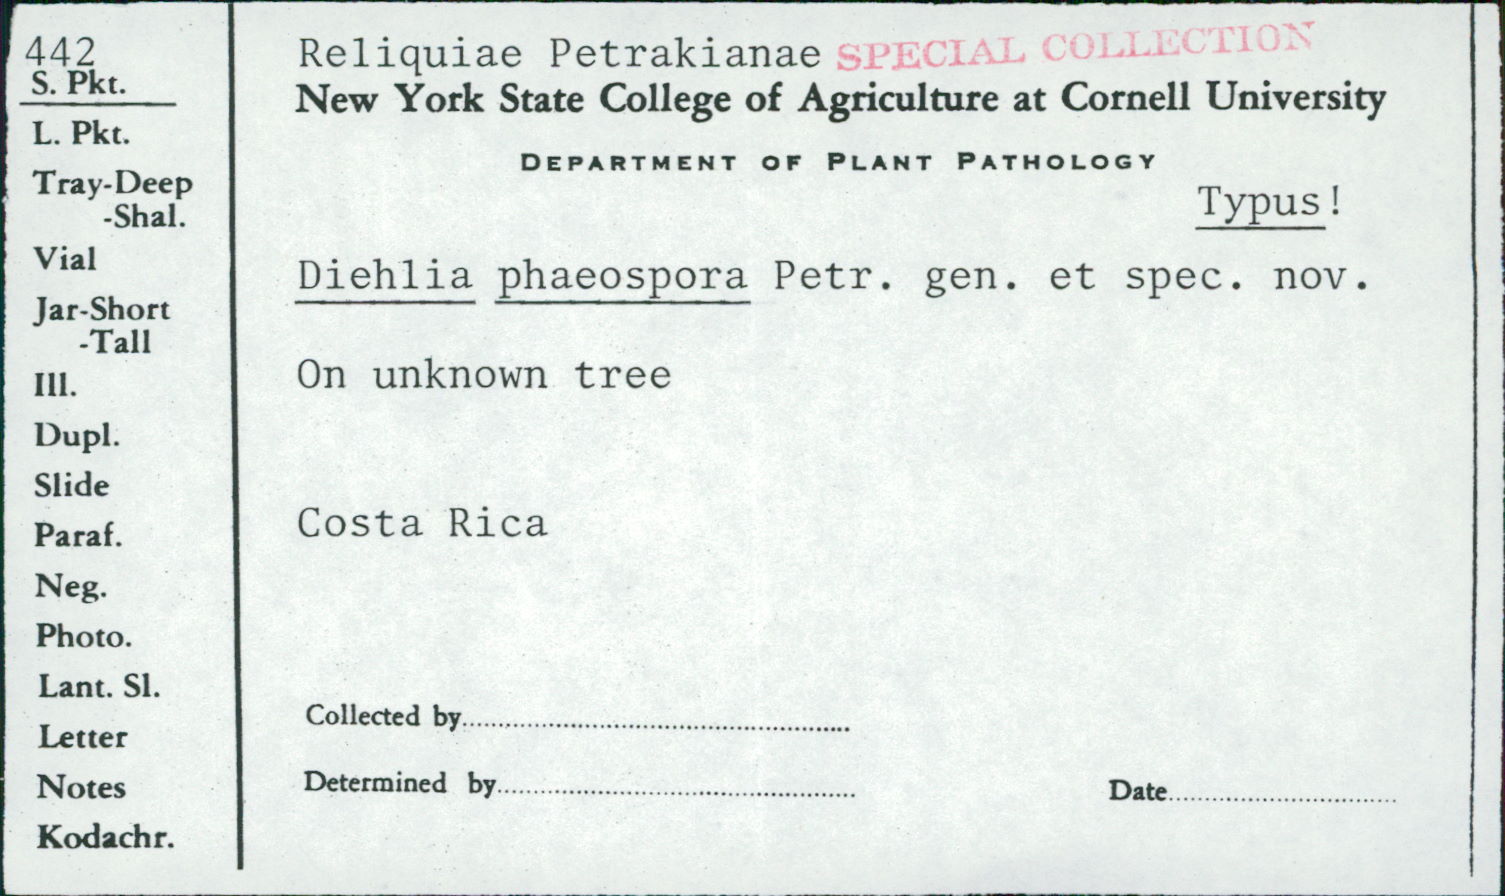 442
S. Pkt.
L. Pkt.
Tray-Deep
-Shal.
Vial
Jar-Short
-Tall
Ill.
Dupl.
Slide
Paraf.
Neg.
Photo.
Lant. Sl.
Letter
Notes
Kodachr.
Reliquiae Petrakianae SPECIAL COLLECTION
New York State College of Agriculture at Cornell University
DEPARTMENT OF PLANT PATHOLOGY
Typus!
Diehlia phaeospora Petr. gen. et spec. nov.
On unknown tree
Costa Rica
Collected by
Determined by
Date